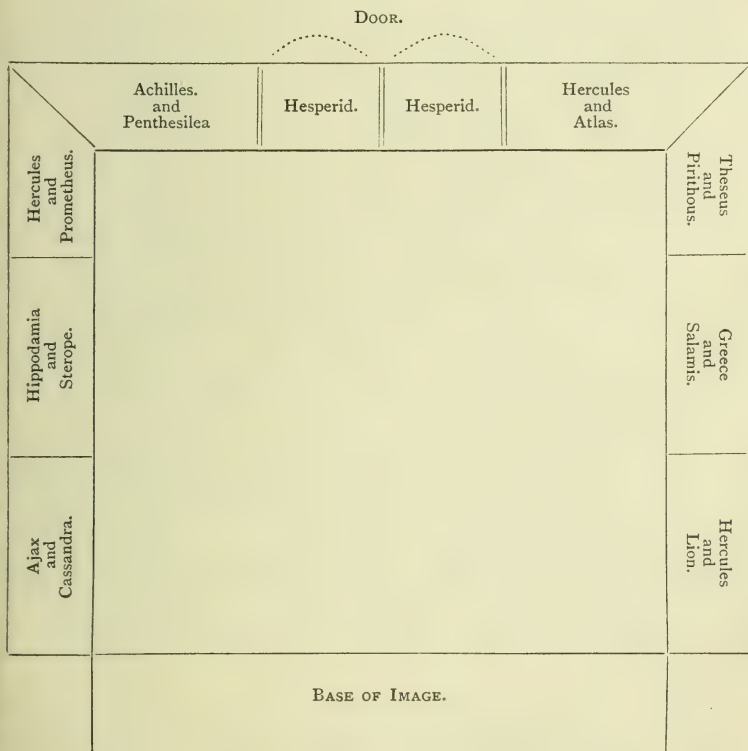 DOOR.
Achilles.
and
Penthesilea
Hesperid.
Hesperid.
Hercules
and
Atlas.
Hercules
and
Prometheus.
Theseus
and
Pirithous.
Hippodamia
and
Sterope.
Greece
and
Salamis.
Ajax
and
Cassandra.
Hercules
and
Lion.
BASE OF IMAGE.